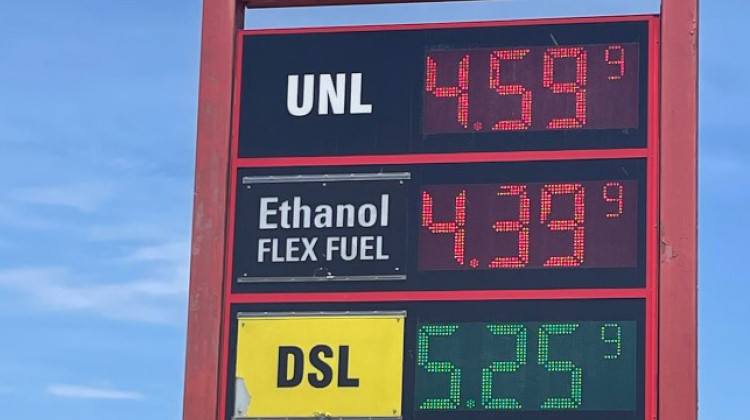 UNL 4.59 9
Ethanol 4.39 9
FLEX FUEL
DSL 5.25 9